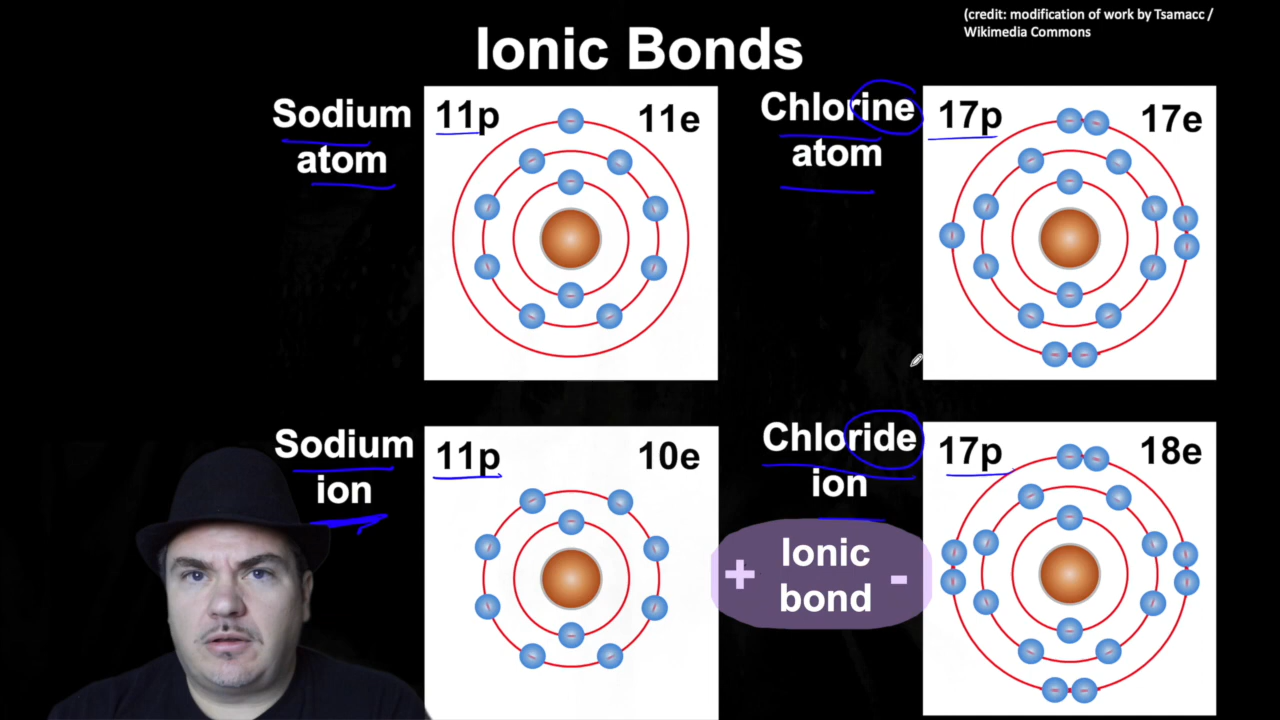 (credit: modification of work by Tsamacc /
Wikimedia Commons
Ionic Bonds
Sodium
atom
11p
11e
Chlorine
atom
17p
17e
Sodium
ion
11p
10e
Chloride
ion
17p
18e
+ Ionic -
bond